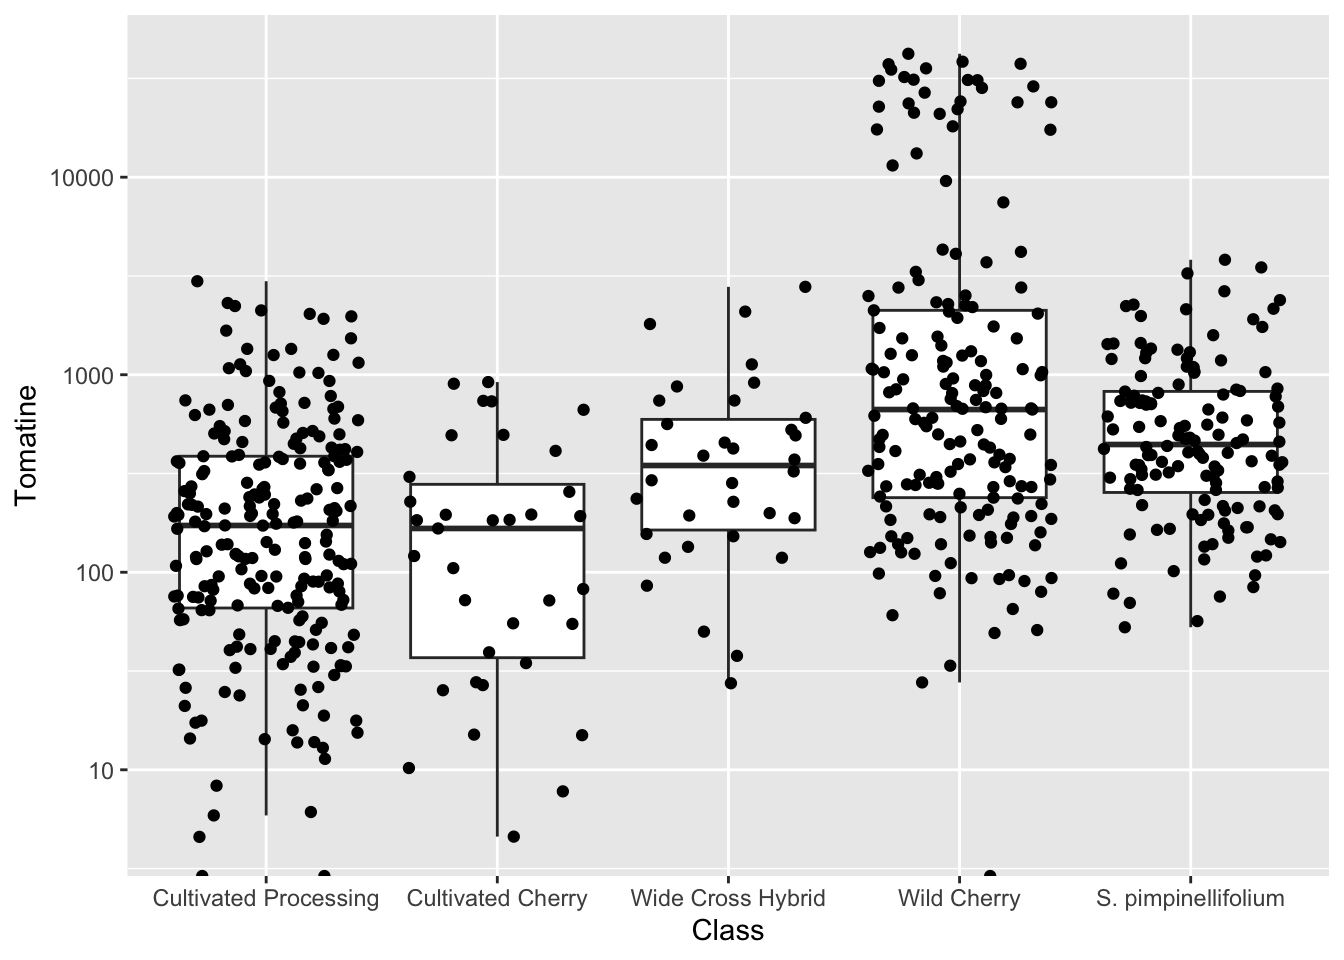 Tomatine
10000
1000
100
10
Cultivated Processing Cultivated Cherry Wide Cross Hybrid Wild Cherry S. pimpinellifolium
Class